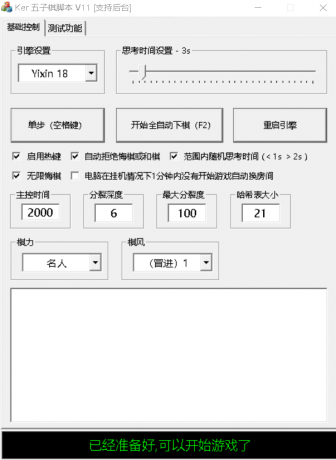 Ker 五子棋脚本 V11 [支持后台]
基础控制 测试功能
引擎设置 思考时间设置 - 3s
Yixin 18
单步（空格键） 开始全自动下棋（F2） 重启引擎
启用热键 自动拒绝悔棋或和棋 范围内随机思考时间（<1s >2s）
无限悔棋 电脑在挂机情况下1分钟内没有开始游戏自动换房间
主控时间 分裂深度 最大分裂度 哈希表大小
2000 6 100 21
棋力 棋风
名人 （冒进）1
已经准备好,可以开始游戏了